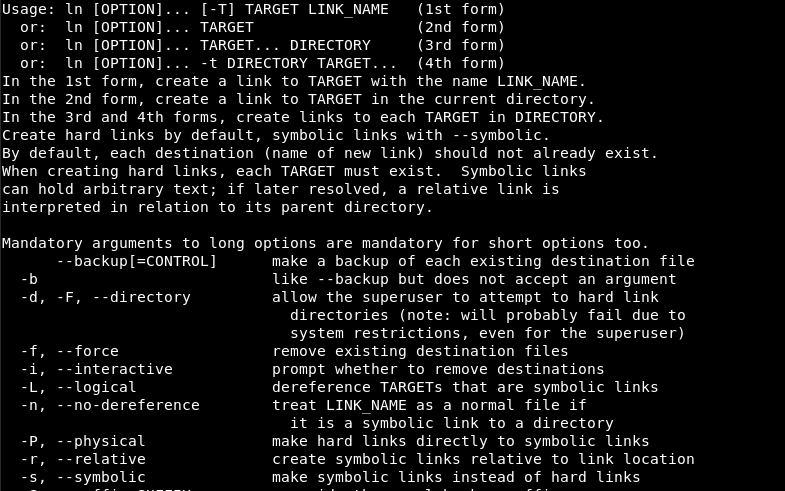 Usage: ln [OPTION]... [-T] TARGET LINK_NAME   (1st form)
  or:  ln [OPTION]... TARGET                  (2nd form)
  or:  ln [OPTION]... TARGET... DIRECTORY     (3rd form)
  or:  ln [OPTION]... -t DIRECTORY TARGET...  (4th form)
In the 1st form, create a link to TARGET with the name LINK_NAME.
In the 2nd form, create a link to TARGET in the current directory.
In the 3rd and 4th forms, create links to each TARGET in DIRECTORY.
Create hard links by default, symbolic links with --symbolic.
By default, each destination (name of new link) should not already exist.
When creating hard links, each TARGET must exist.  Symbolic links
can hold arbitrary text; if later resolved, a relative link is
interpreted in relation to its parent directory.

Mandatory arguments to long options are mandatory for short options too.
      --backup[=CONTROL]      make a backup of each existing destination file
  -b                          like --backup but does not accept an argument
  -d, -F, --directory         allow the superuser to attempt to hard link
                                directories (note: will probably fail due to
                                system restrictions, even for the superuser)
  -f, --force                 remove existing destination files
  -i, --interactive           prompt whether to remove destinations
  -L, --logical               dereference TARGETs that are symbolic links
  -n, --no-dereference        treat LINK_NAME as a normal file if
                                it is a symbolic link to a directory
  -P, --physical              make hard links directly to symbolic links
  -r, --relative              create symbolic links relative to link location
  -s, --symbolic              make symbolic links instead of hard links